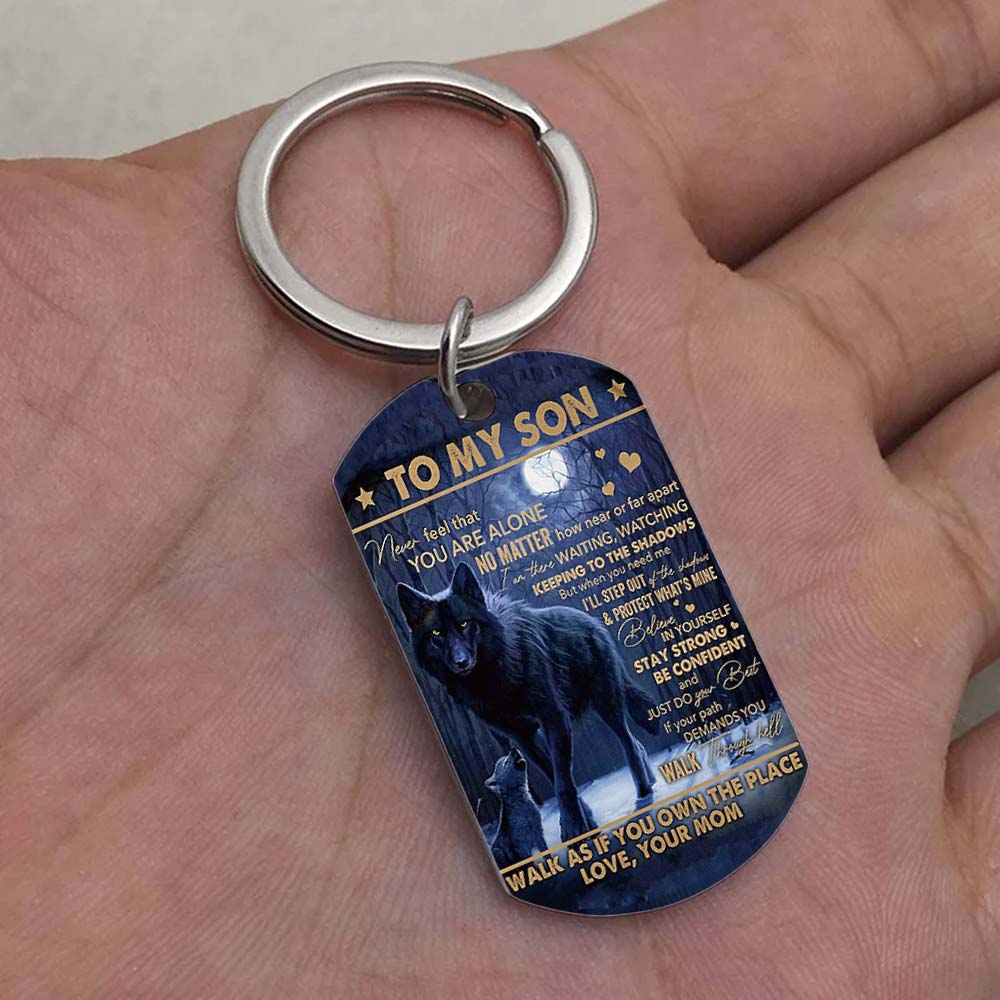 TO MY SON
Never feel that
YOU ARE ALONE
NO MATTER how near or far apart
I am there WAITING, WATCHING
KEEPING TO THE SHADOWS
But when you need me
I'LL STEP OUT of the shadows
& PROTECT WHAT'S MINE
Believe
IN YOURSELF
STAY STRONG
BE CONFIDENT
and
JUST DO your Best
If your path
DEMANDS YOU
WALK Through hell
WALK AS IF YOU OWN THE PLACE
LOVE, YOUR MOM